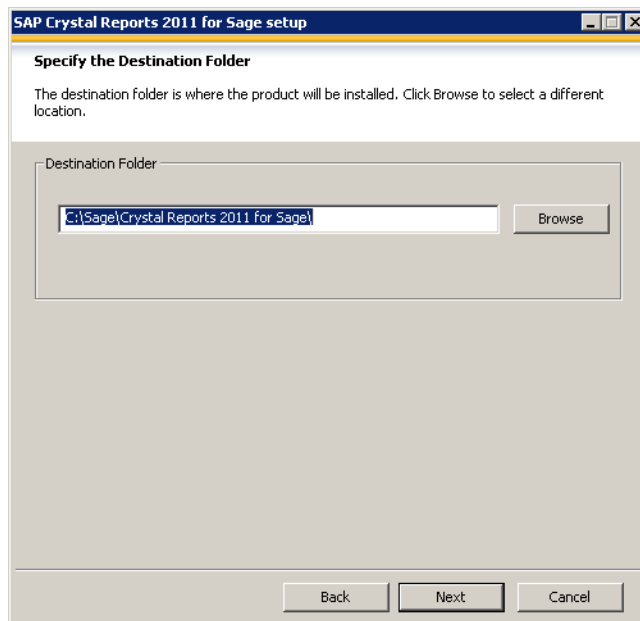 SAP Crystal Reports 2011 for Sage setup
Specify the Destination Folder
The destination folder is where the product will be installed. Click Browse to select a different
location.
Destination Folder
C:\Sage\Crystal Reports 2011 for Sage\
Browse
Back
Next
Cancel